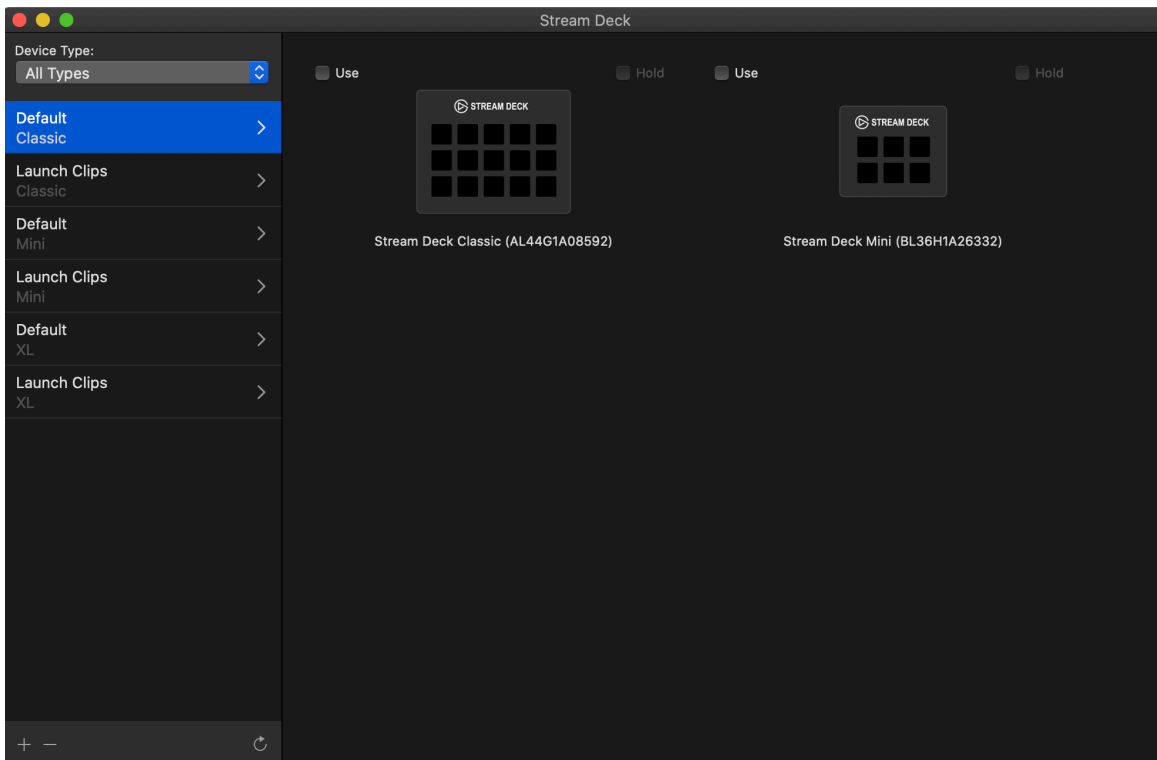 Stream Deck
Device Type:
All Types
Default
Classic
Launch Clips
Classic
Default
Mini
Launch Clips
Mini
Default
XL
Launch Clips
XL
Use
Hold
STREAM DECK
Stream Deck Classic (AL44G1A08592)
Use
Hold
STREAM DECK
Stream Deck Mini (BL36H1A26332)